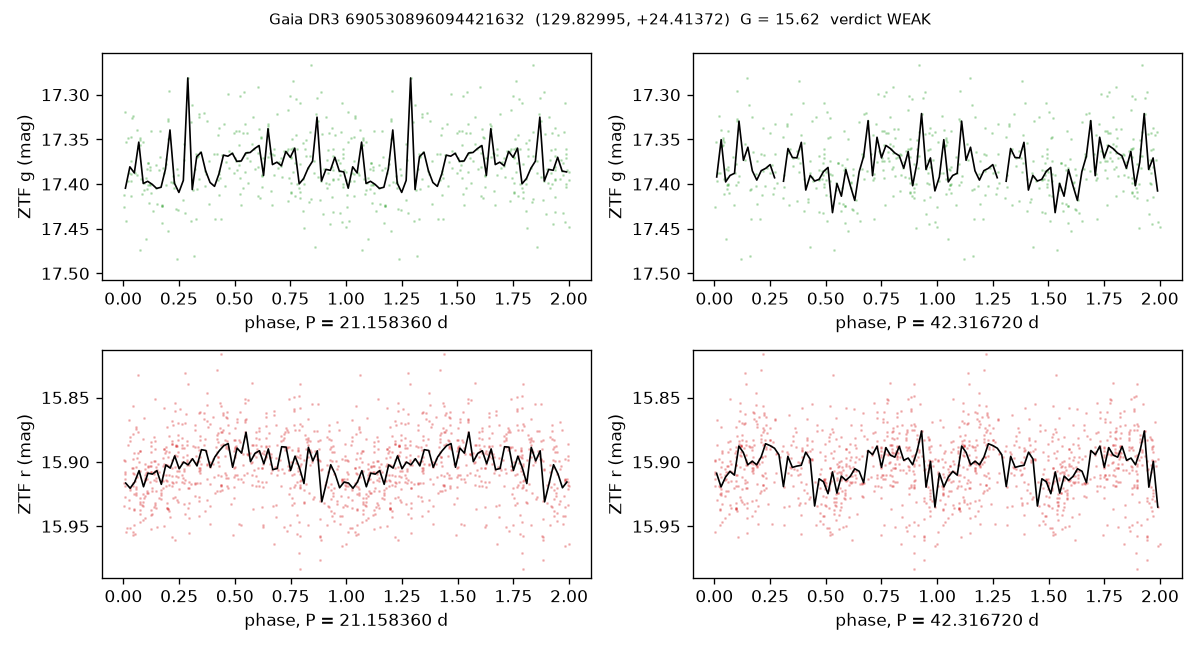 Gaia DR3 690530896094421632 (129.82995, +24.41372) G = 15.62 verdict WEAK
ZTF g (mag)
17.30
17.35
17.40
17.45
17.50
0.00 0.25 0.50 0.75 1.00 1.25 1.50 1.75 2.00
phase, P = 21.158360 d
ZTF g (mag)
17.30
17.35
17.40
17.45
17.50
0.00 0.25 0.50 0.75 1.00 1.25 1.50 1.75 2.00
phase, P = 42.316720 d
ZTF r (mag)
15.85
15.90
15.95
0.00 0.25 0.50 0.75 1.00 1.25 1.50 1.75 2.00
phase, P = 21.158360 d
ZTF r (mag)
15.85
15.90
15.95
0.00 0.25 0.50 0.75 1.00 1.25 1.50 1.75 2.00
phase, P = 42.316720 d